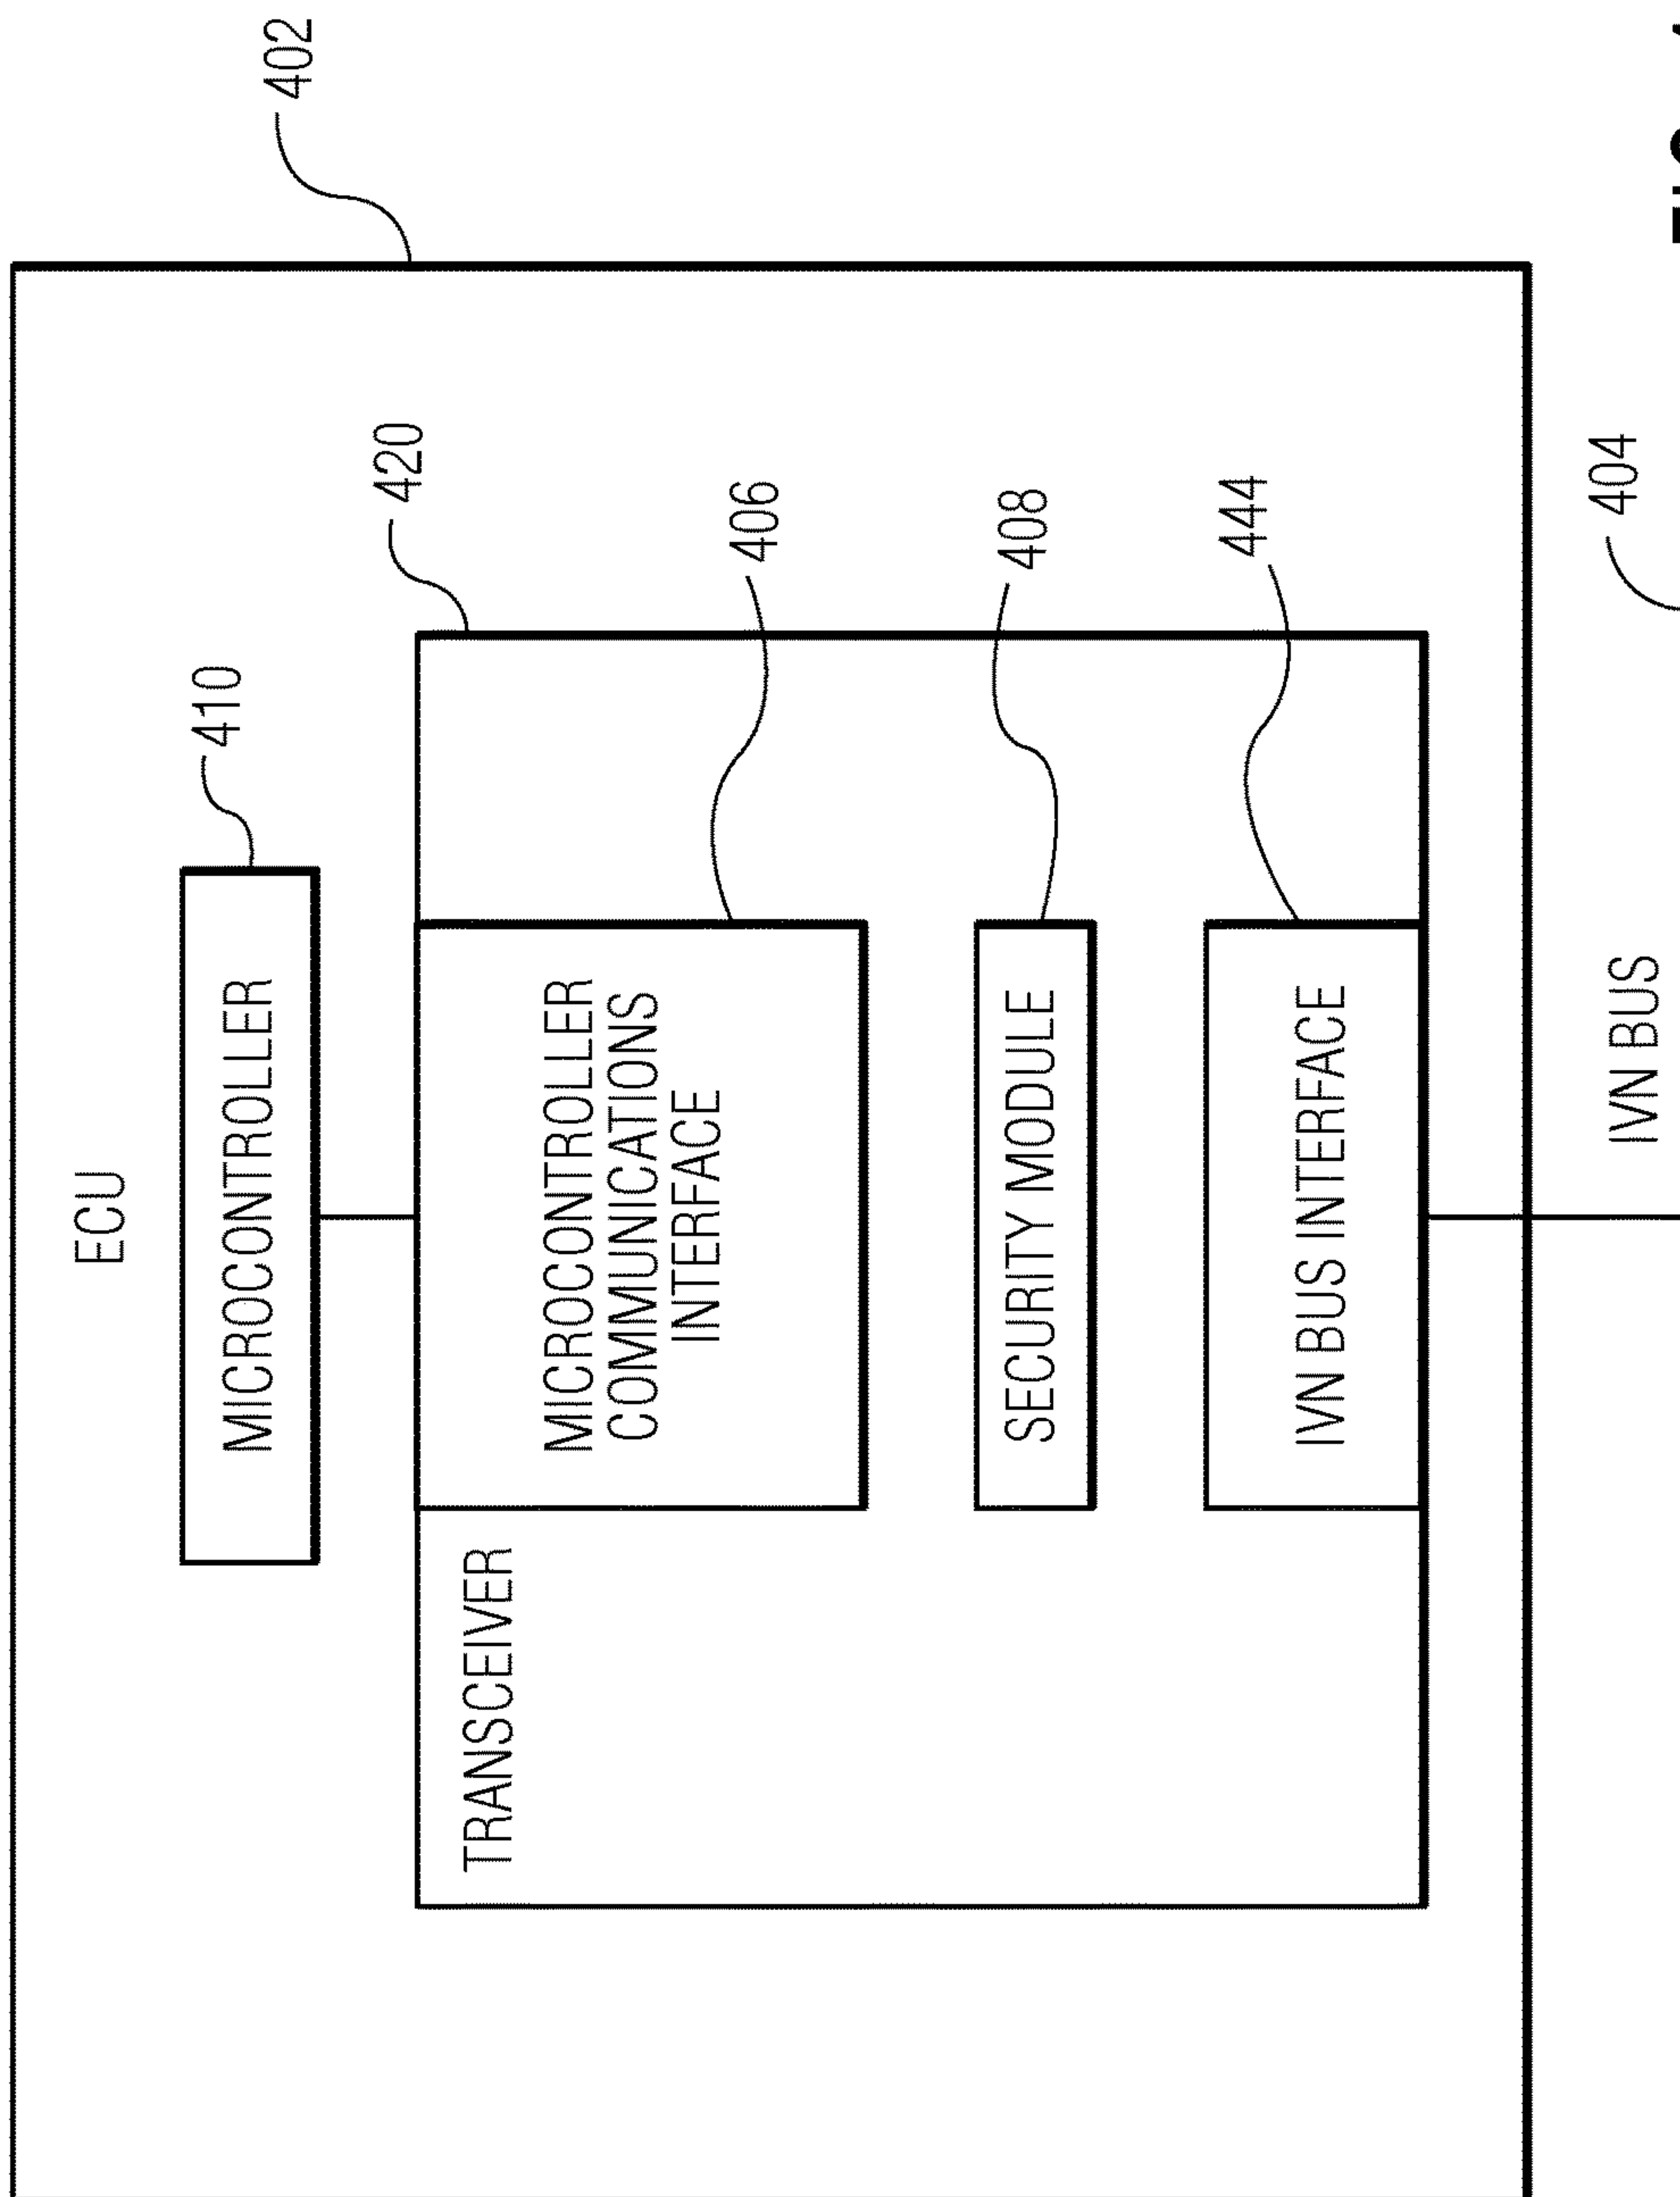 ECU
402
MICROCONTROLLER
410
420
TRANSCEIVER
MICROCONTROLLER
COMMUNICATIONS
INTERFACE
406
SECURITY MODULE
408
IVN BUS INTERFACE
444
IVN BUS
404